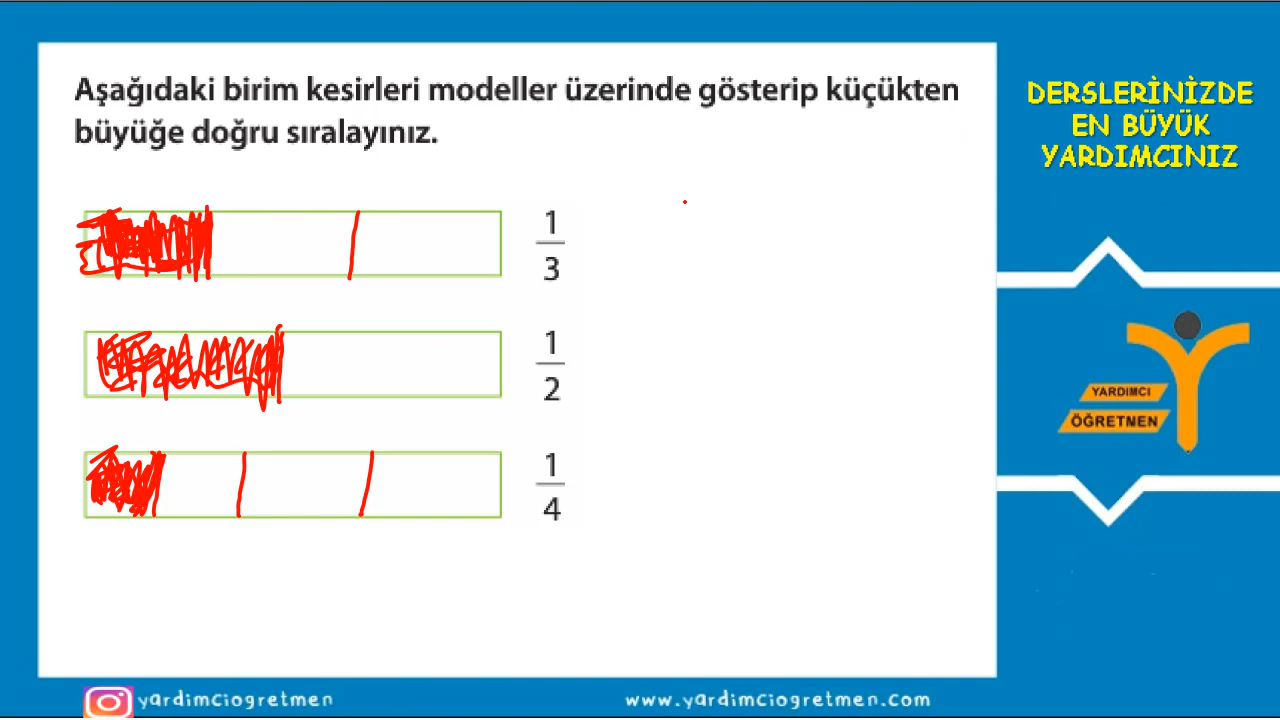 Aşağıdaki birim kesirleri modeller üzerinde gösterip küçükten
büyüğe doğru sıralayınız.
DERSLERİNİZDE
EN BÜYÜK
YARDIMCINIZ
1
3
1
2
1
4
YARDIMCI
ÖĞRETMEN
yardimciogretmen
www.yardimciogretmen.com